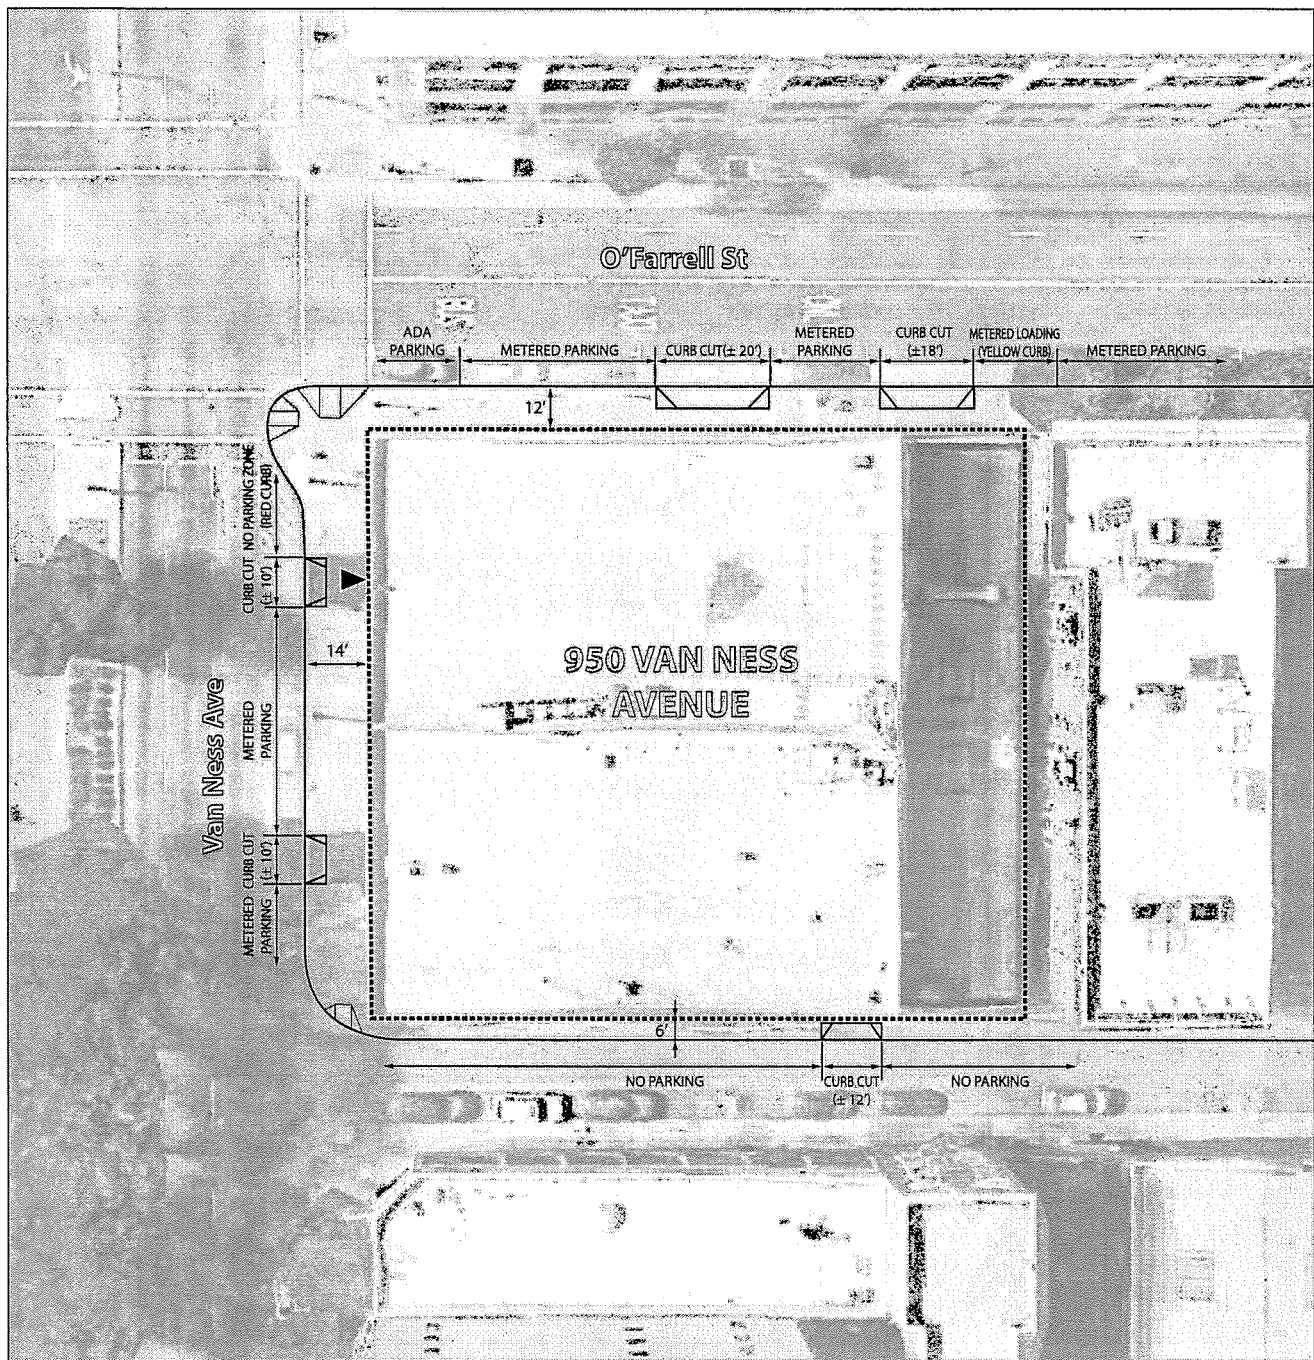 O'Farrell St
BUS
ADA
PARKING
METERED PARKING
CURB CUT (± 20')
METERED
PARKING
CURB CUT
(±18')
METERED LOADING
(YELLOW CURB)
METERED PARKING
12'
NO PARKING ZONE
(RED CURB)
CURB CUT
(± 10')
14'
950 VAN NESS
AVENUE
Van Ness Ave
METERED
PARKING
CURB CUT
(± 10')
METERED
PARKING
6'
NO PARKING
CURB CUT
(± 12')
NO PARKING